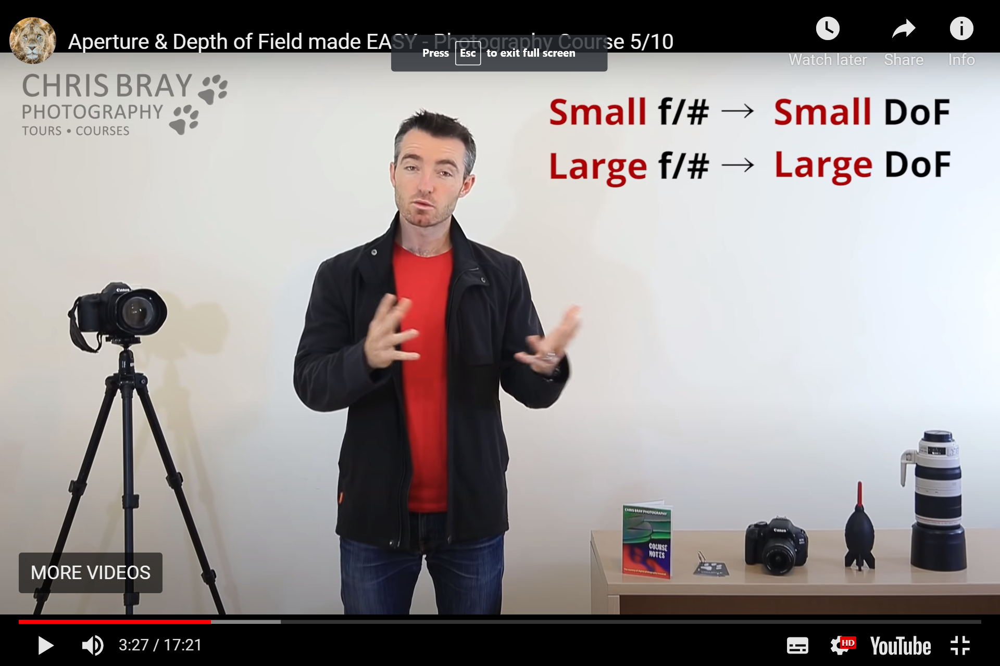 Aperture & Depth of Field made EASY - Photography Course 5/10
Press Esc to exit full screen
Watch later
Share
Info
CHRIS BRAY
PHOTOGRAPHY
TOURS • COURSES
Small f/# → Small DoF
Large f/# → Large DoF
Canon
CHRIS BRAY PHOTOGRAPHY
COURSE
NOTES
Canon
MORE VIDEOS
3:27 / 17:21
HD
YouTube